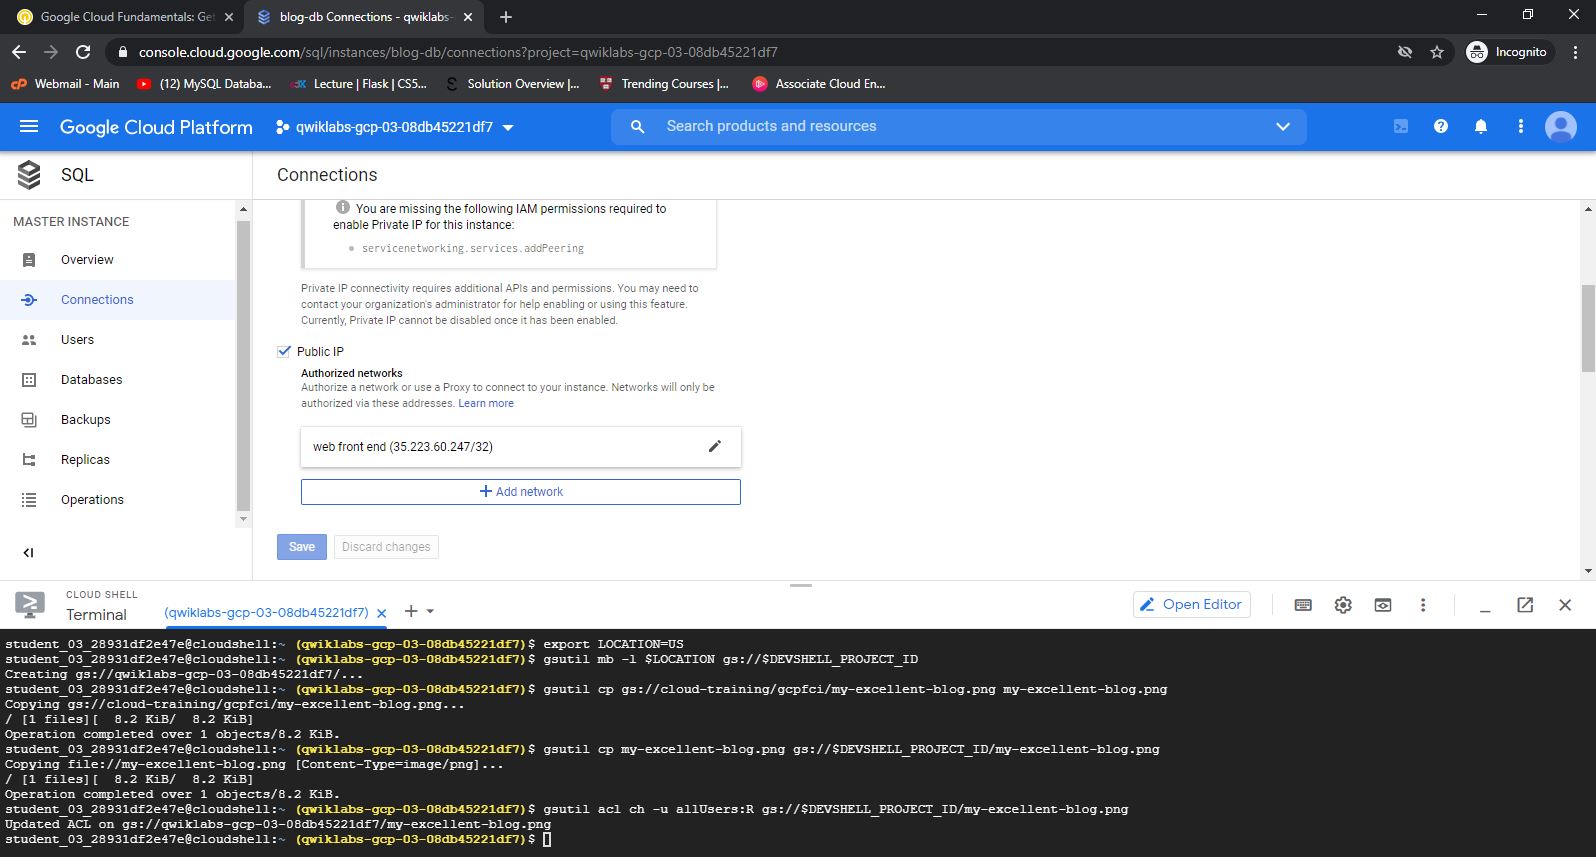 Google Cloud Fundamentals: Get
blog-db Connections - qwiklabs-
console.cloud.google.com/sql/instances/blog-db/connections?project=qwiklabs-gcp-03-08db45221df7
Incognito
Webmail - Main
(12) MySQL Databa...
Lecture | Flask | CS5...
Solution Overview |...
Trending Courses |...
Associate Cloud En...
Google Cloud Platform
qwiklabs-gcp-03-08db45221df7
Search products and resources
SQL
Connections
MASTER INSTANCE
Overview
Connections
Users
Databases
Backups
Replicas
Operations
You are missing the following IAM permissions required to
enable Private IP for this instance:
servicenetworking.services.addPeering
Private IP connectivity requires additional APIs and permissions. You may need to
contact your organization's administrator for help enabling or using this feature.
Currently, Private IP cannot be disabled once it has been enabled.
Public IP
Authorized networks
Authorize a network or use a Proxy to connect to your instance. Networks will only be
authorized via these addresses. Learn more
web front end (35.223.60.247/32)
Add network
Save
Discard changes
CLOUD SHELL
Terminal
(qwiklabs-gcp-03-08db45221df7)
Open Editor
student_03_28931df2e47e@cloudshell:~ (qwiklabs-gcp-03-08db45221df7)$ export LOCATION=US
student_03_28931df2e47e@cloudshell:~ (qwiklabs-gcp-03-08db45221df7)$ gsutil mb -l $LOCATION gs://$DEVSHELL_PROJECT_ID
Creating gs://qwiklabs-gcp-03-08db45221df7/...
student_03_28931df2e47e@cloudshell:~ (qwiklabs-gcp-03-08db45221df7)$ gsutil cp gs://cloud-training/gcpfci/my-excellent-blog.png my-excellent-blog.png
Copying gs://cloud-training/gcpfci/my-excellent-blog.png...
/ [1 files][  8.2 KiB/  8.2 KiB]
Operation completed over 1 objects/8.2 KiB.
student_03_28931df2e47e@cloudshell:~ (qwiklabs-gcp-03-08db45221df7)$ gsutil cp my-excellent-blog.png gs://$DEVSHELL_PROJECT_ID/my-excellent-blog.png
Copying file://my-excellent-blog.png [Content-Type=image/png]...
/ [1 files][  8.2 KiB/  8.2 KiB]
Operation completed over 1 objects/8.2 KiB.
student_03_28931df2e47e@cloudshell:~ (qwiklabs-gcp-03-08db45221df7)$ gsutil acl ch -u allUsers:R gs://$DEVSHELL_PROJECT_ID/my-excellent-blog.png
Updated ACL on gs://qwiklabs-gcp-03-08db45221df7/my-excellent-blog.png
student_03_28931df2e47e@cloudshell:~ (qwiklabs-gcp-03-08db45221df7)$